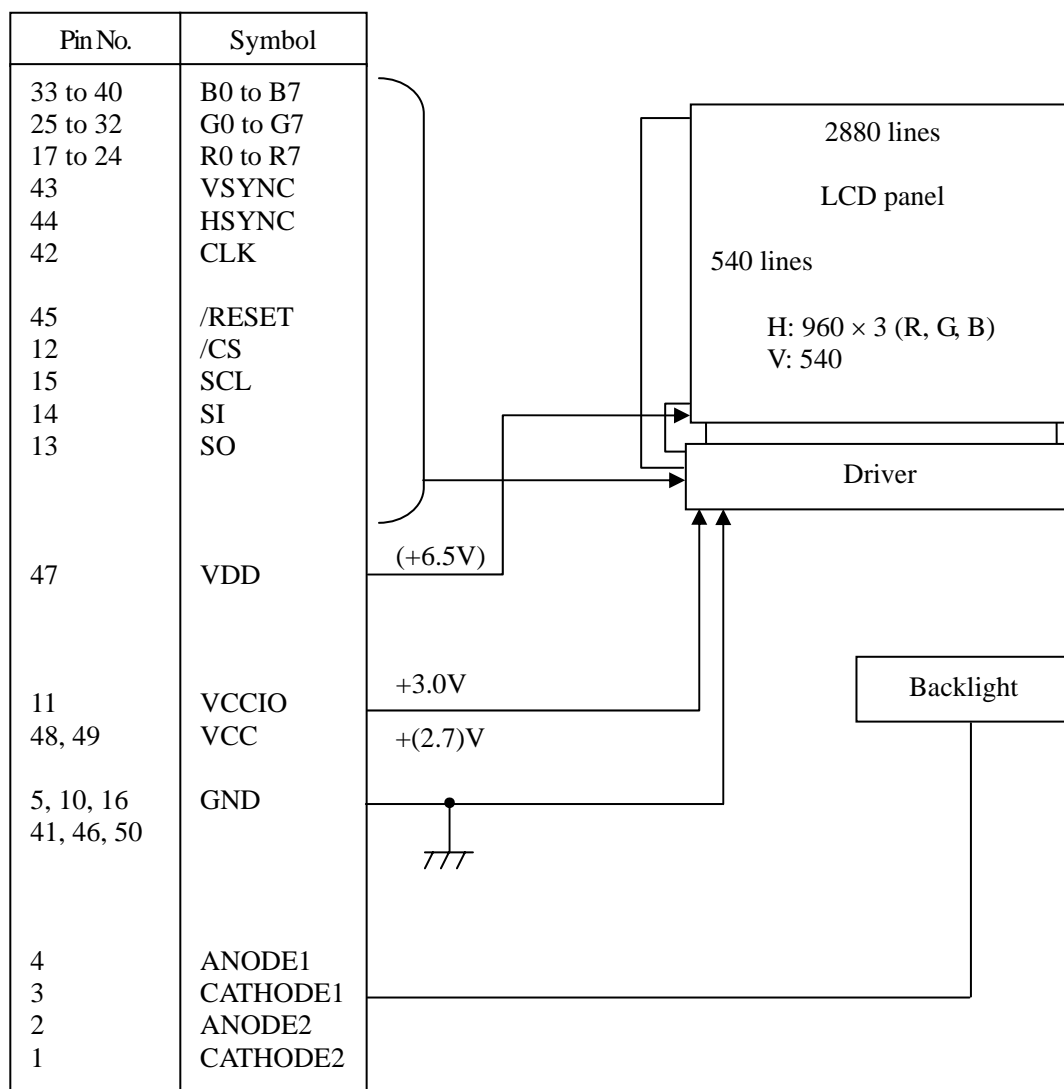 Pin No. Symbol
33 to 40 B0 to B7
25 to 32 G0 to G7
17 to 24 R0 to R7
43 VSYNC
44 HSYNC
42 CLK
45 /RESET
12 /CS
15 SCL
14 SI
13 SO
47 VDD
11 VCCIO
48, 49 VCC
5, 10, 16 GND
41, 46, 50
4 ANODE1
3 CATHODE1
2 ANODE2
1 CATHODE2
(+6.5V)
+3.0V
+(2.7)V
2880 lines
LCD panel
540 lines
H: 960 × 3 (R, G, B)
V: 540
Driver
Backlight